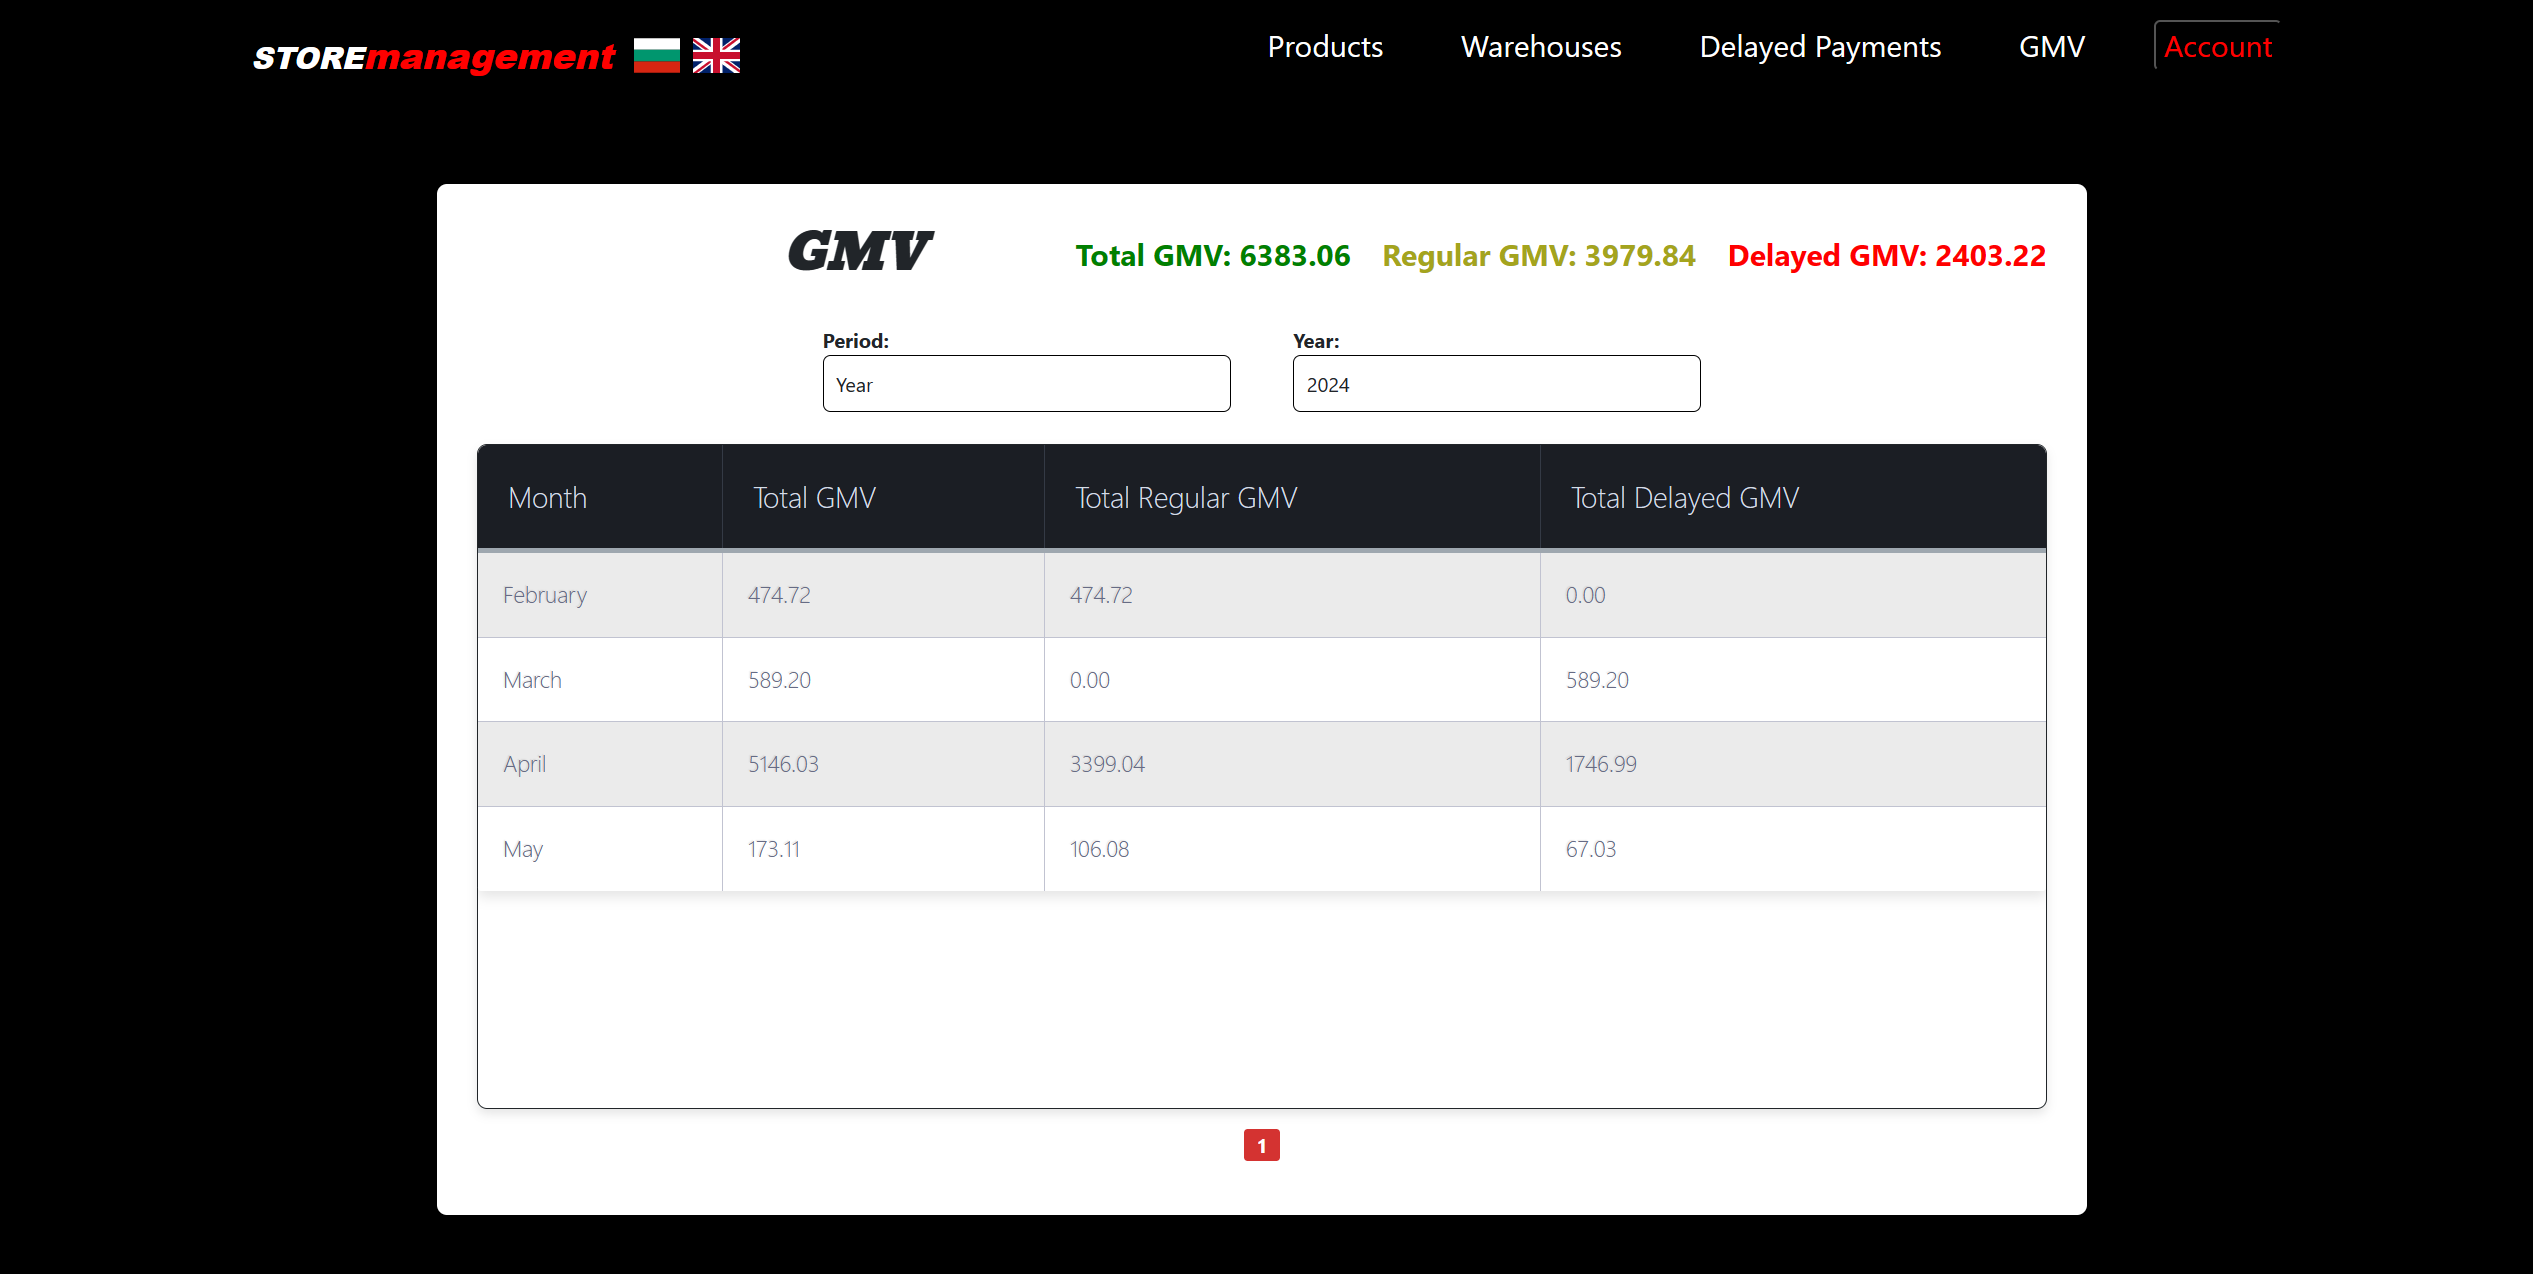 STOREmanagement Products Warehouses Delayed Payments GMV Account
GMV Total GMV: 6383.06 Regular GMV: 3979.84 Delayed GMV: 2403.22
Period: Year:
Year 2024
Month Total GMV Total Regular GMV Total Delayed GMV
February 474.72 474.72 0.00
March 589.20 0.00 589.20
April 5146.03 3399.04 1746.99
May 173.11 106.08 67.03
1